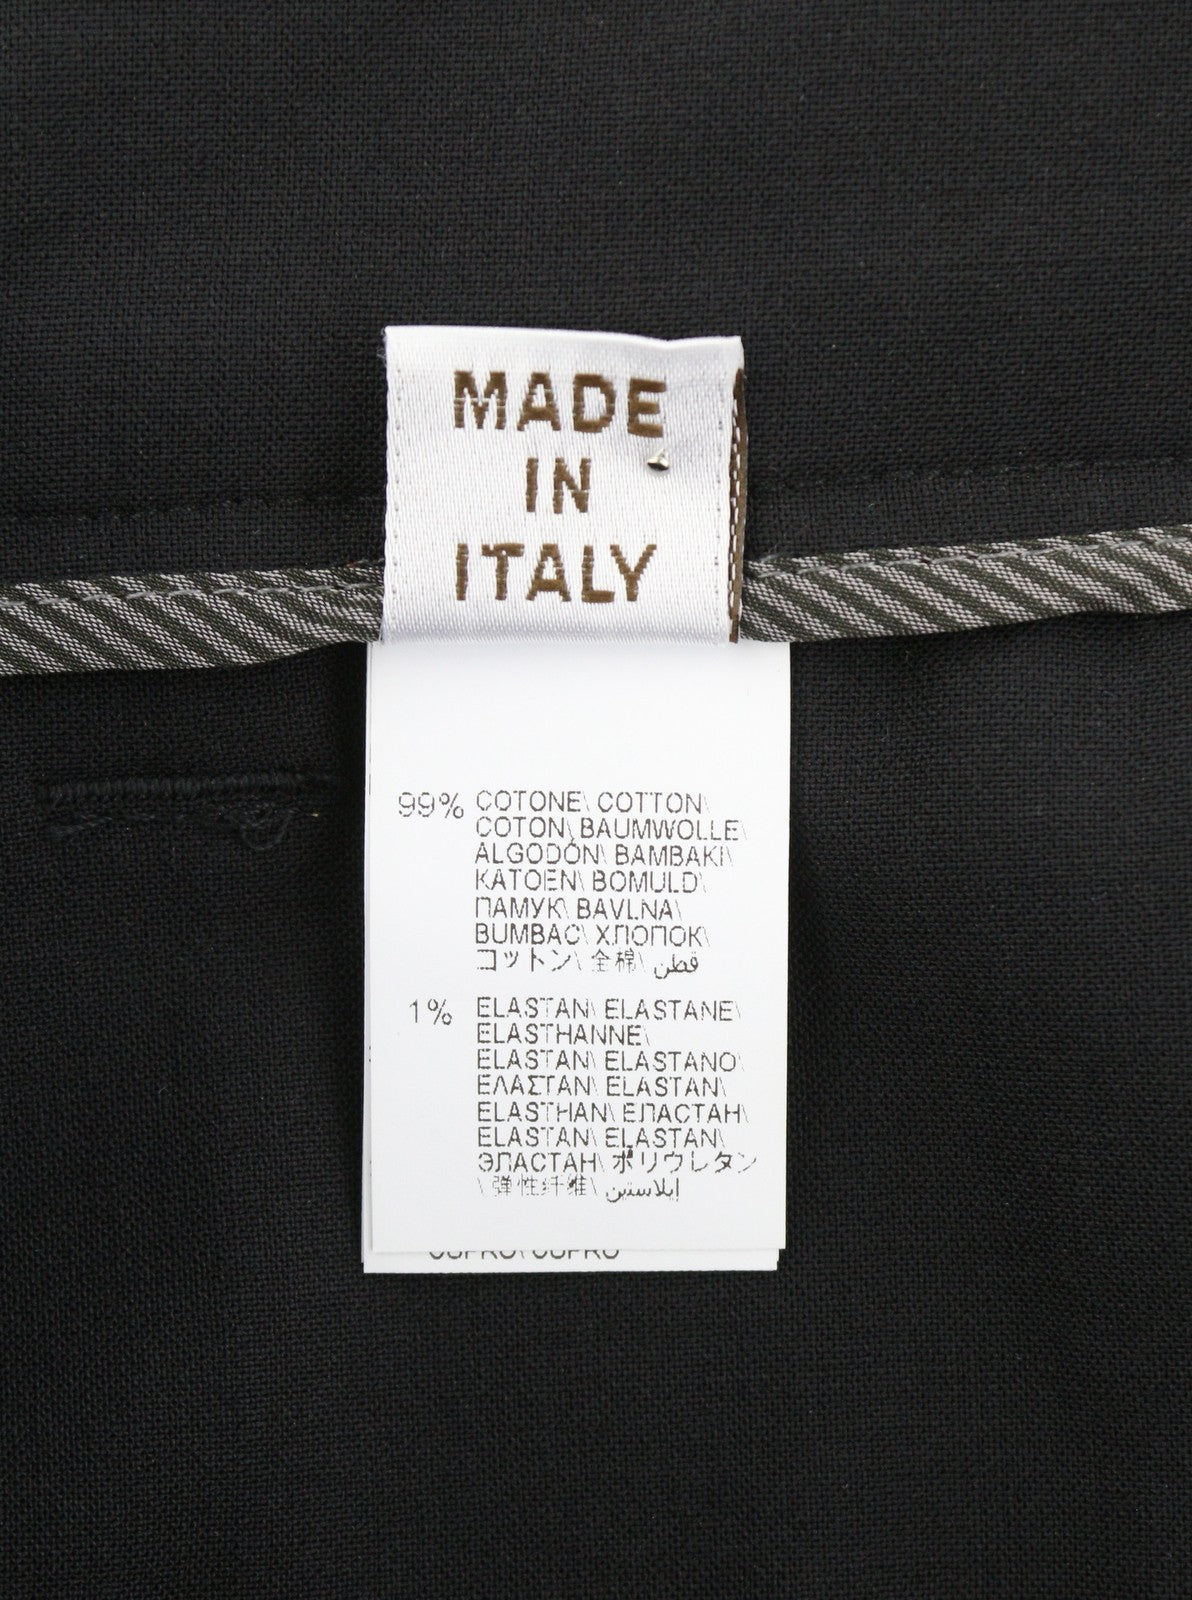 MADE
IN
ITALY
99% COTONE\ COTTON\
COTON\ BAUMWOLLE\
ALGODÓN\ BAMBAKI\
KATOEN\ BOMULD\
ПАМУК\ BAVLNA\
BUMBAC\ ХЛОПОК\
コットン\ 全棉\ قطن
1% ELASTAN\ ELASTANE\
ELASTHANNE\
ELASTAN\ ELASTANO\
ΕΛΑΣΤΑΝ\ ELASTAN\
ELASTHAN\ ЕЛАСТАН\
ELASTAN\ ELASTAN\
ЭЛАСТАН\ ポリウレタン
\ 弹性纤维\ إيلاستين
CUPRO\ CUPRO